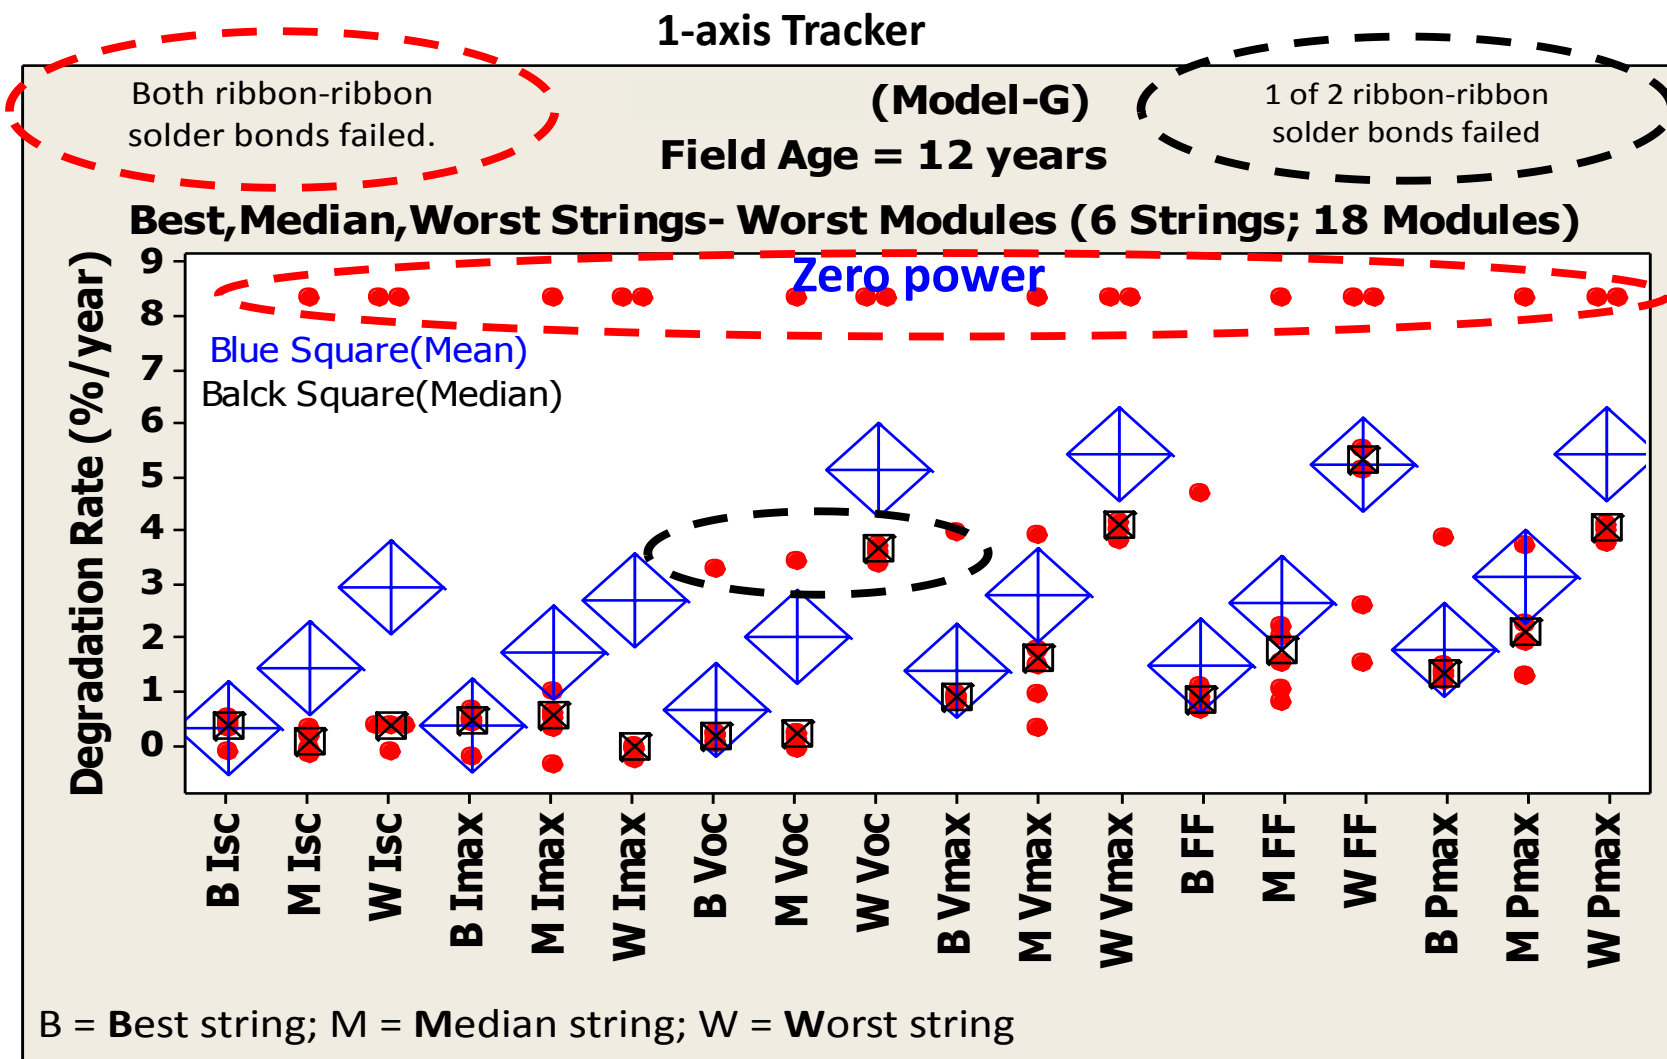 1-axis Tracker
Both ribbon-ribbon
solder bonds failed.
(Model-G)
Field Age = 12 years
1 of 2 ribbon-ribbon
solder bonds failed
Best,Median,Worst Strings- Worst Modules (6 Strings; 18 Modules)
Zero power
Blue Square(Mean)
Balck Square(Median)
Degradation Rate (%/year)
9
8
7
6
5
4
3
2
1
0
B Isc
M Isc
W Isc
B Imax
M Imax
W Imax
B Voc
M Voc
W Voc
B Vmax
M Vmax
W Vmax
B FF
M FF
W FF
B Pmax
M Pmax
W Pmax
B = Best string; M = Median string; W = Worst string